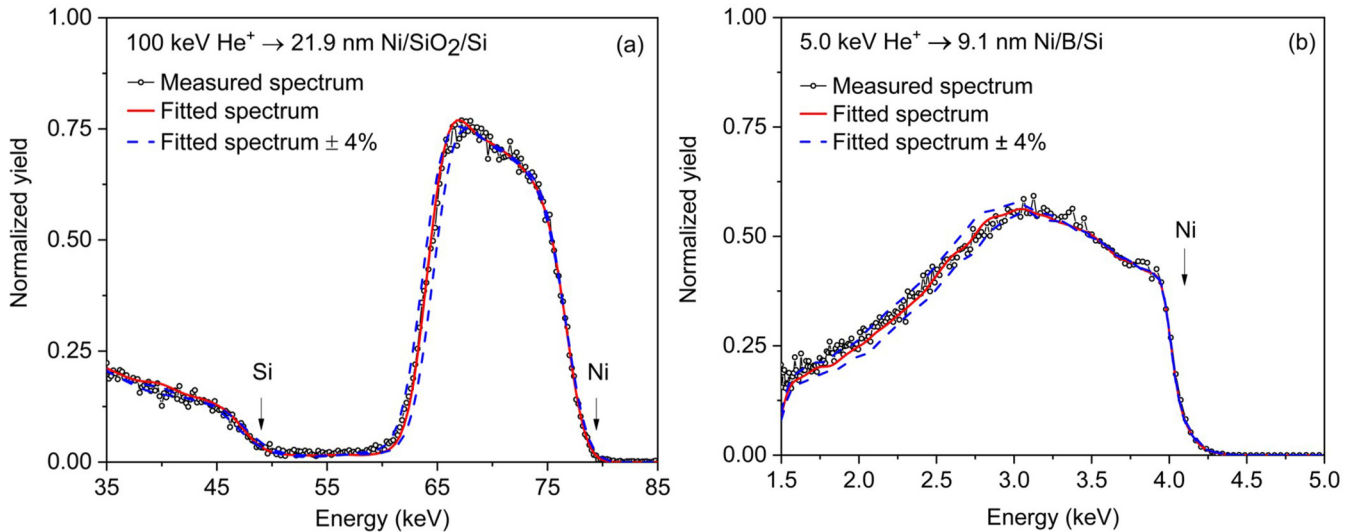 1.00
0.75
0.50
0.25
0.00
Normalized yield
100 keV He⁺ → 21.9 nm Ni/SiO₂/Si
(a)
Measured spectrum
Fitted spectrum
Fitted spectrum ± 4%
Si
Ni
35 45 55 65 75 85
Energy (keV)
1.00
0.75
0.50
0.25
0.00
Normalized yield
5.0 keV He⁺ → 9.1 nm Ni/B/Si
(b)
Measured spectrum
Fitted spectrum
Fitted spectrum ± 4%
Ni
1.5 2.0 2.5 3.0 3.5 4.0 4.5 5.0
Energy (keV)